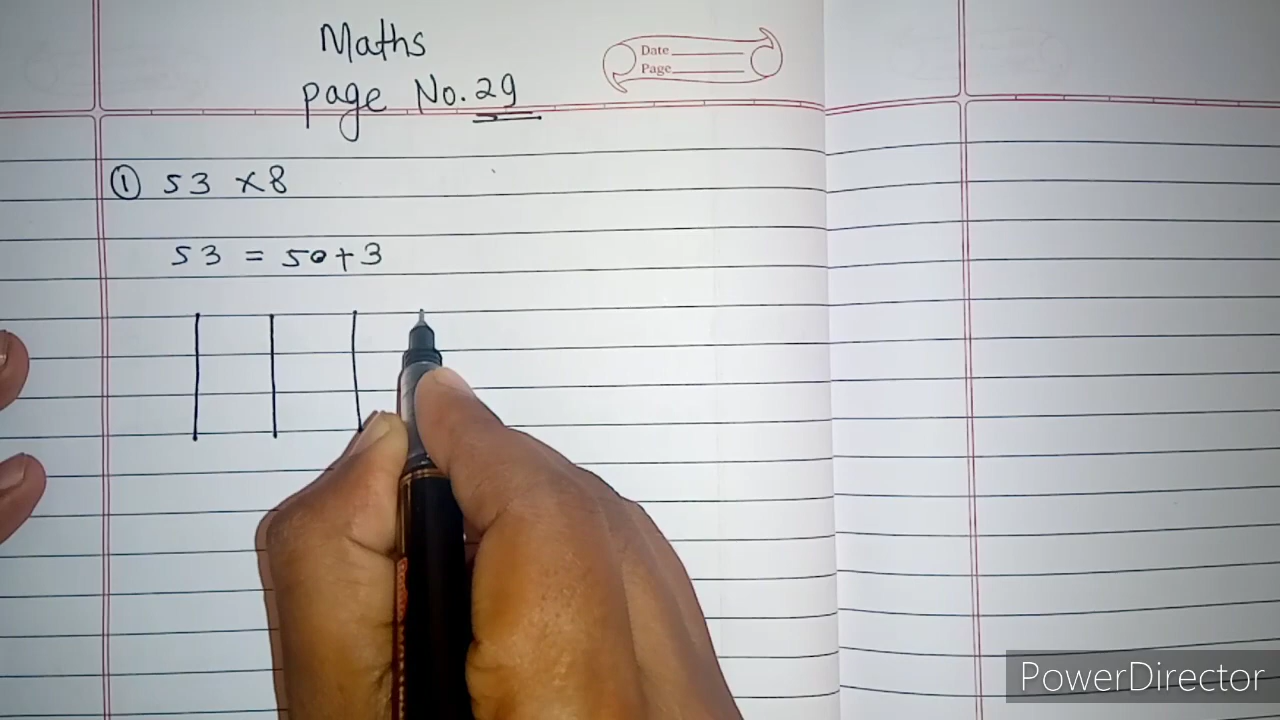 Maths
page No. 29
Date
Page
① 53 ×8
53 = 50+3
PowerDirector